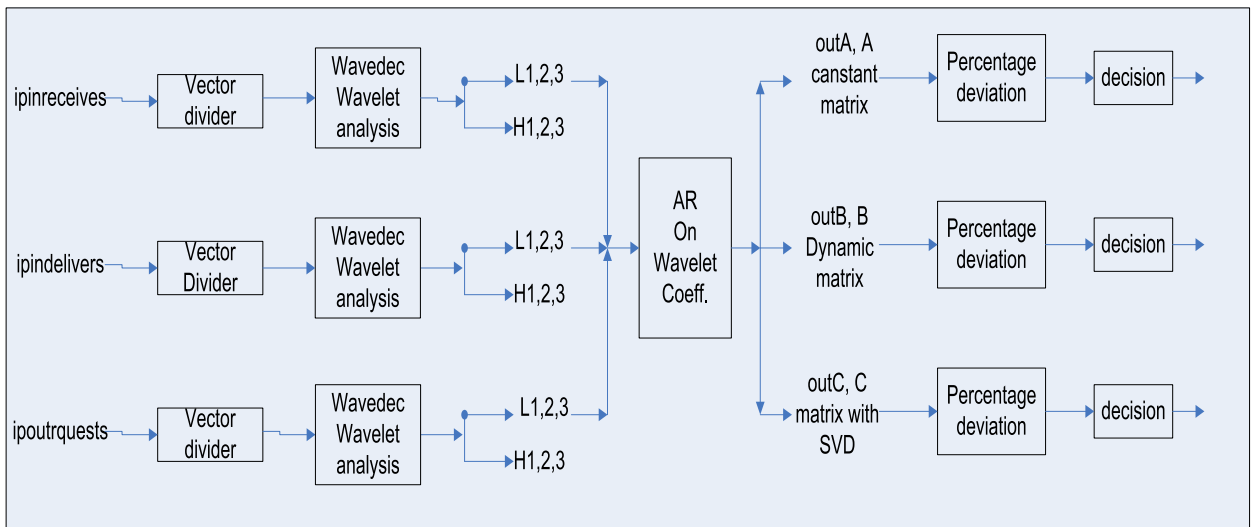 ipinreceives
Vector
divider
Wavedec
Wavelet
analysis
L1,2,3
H1,2,3
ipindelivers
Vector
Divider
Wavedec
Wavelet
analysis
L1,2,3
H1,2,3
ipoutrquests
Vector
divider
Wavedec
Wavelet
analysis
L1,2,3
H1,2,3
AR
On
Wavelet
Coeff.
outA, A
canstant
matrix
Percentage
deviation
decision
outB, B
Dynamic
matrix
Percentage
deviation
decision
outC, C
matrix with
SVD
Percentage
deviation
decision